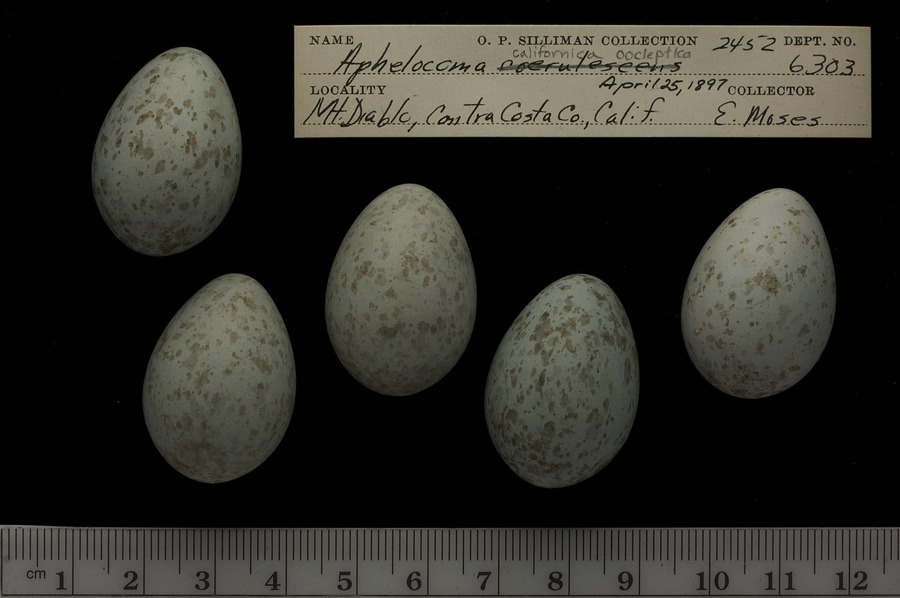 NAME O. P. SILLIMAN COLLECTION 2452 DEPT. NO.
californica oocleptica
Aphelocoma coerulescens 6303
LOCALITY April 25, 1897 COLLECTOR
Mt. Diablo, Contra Costa Co., Calif. E. Moses
cm 1 2 3 4 5 6 7 8 9 10 11 12